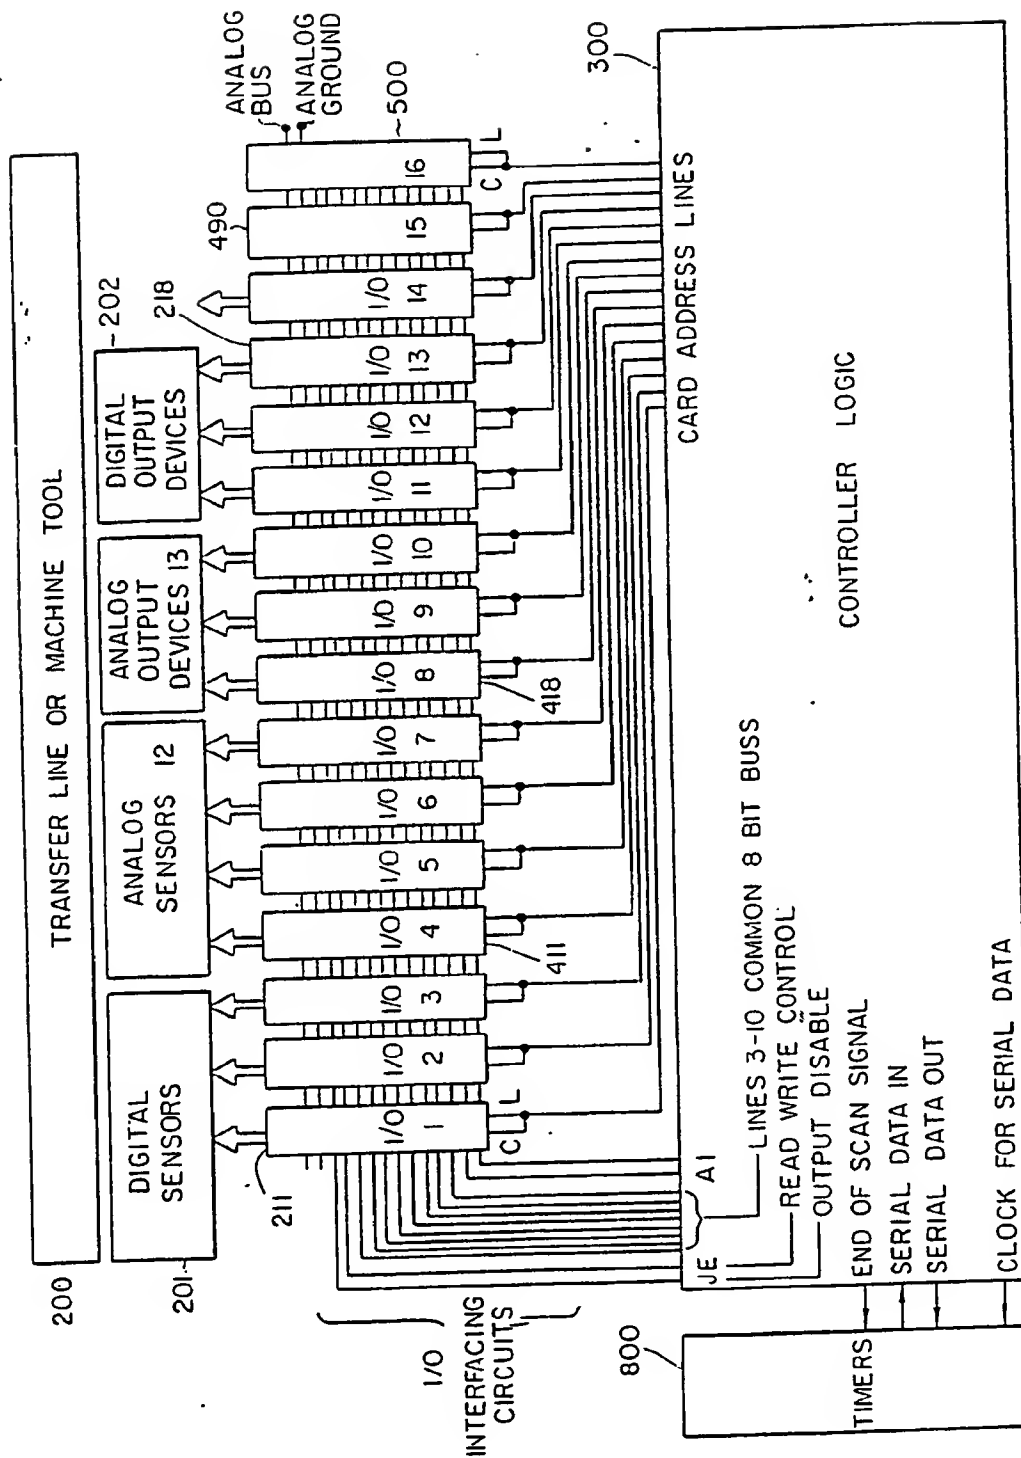 TRANSFER LINE OR MACHINE TOOL
200
DIGITAL
SENSORS
201
ANALOG
SENSORS 12
ANALOG
OUTPUT
DEVICES 13
DIGITAL
OUTPUT
DEVICES
202
218
490
ANALOG
BUS
ANALOG
GROUND
500
211
I/O
1
I/O
2
I/O
3
I/O
4
I/O
5
I/O
6
I/O
7
I/O
8
I/O
9
I/O
10
I/O
11
I/O
12
I/O
13
I/O
14
15
16
C
L
411
418
C
L
I/O
INTERFACING
CIRCUITS
300
CARD ADDRESS LINES
CONTROLLER LOGIC
A1
JE
LINES 3-10 COMMON 8 BIT BUSS
READ WRITE CONTROL
OUTPUT DISABLE
END OF SCAN SIGNAL
SERIAL DATA IN
SERIAL DATA OUT
CLOCK FOR SERIAL DATA
800
TIMERS